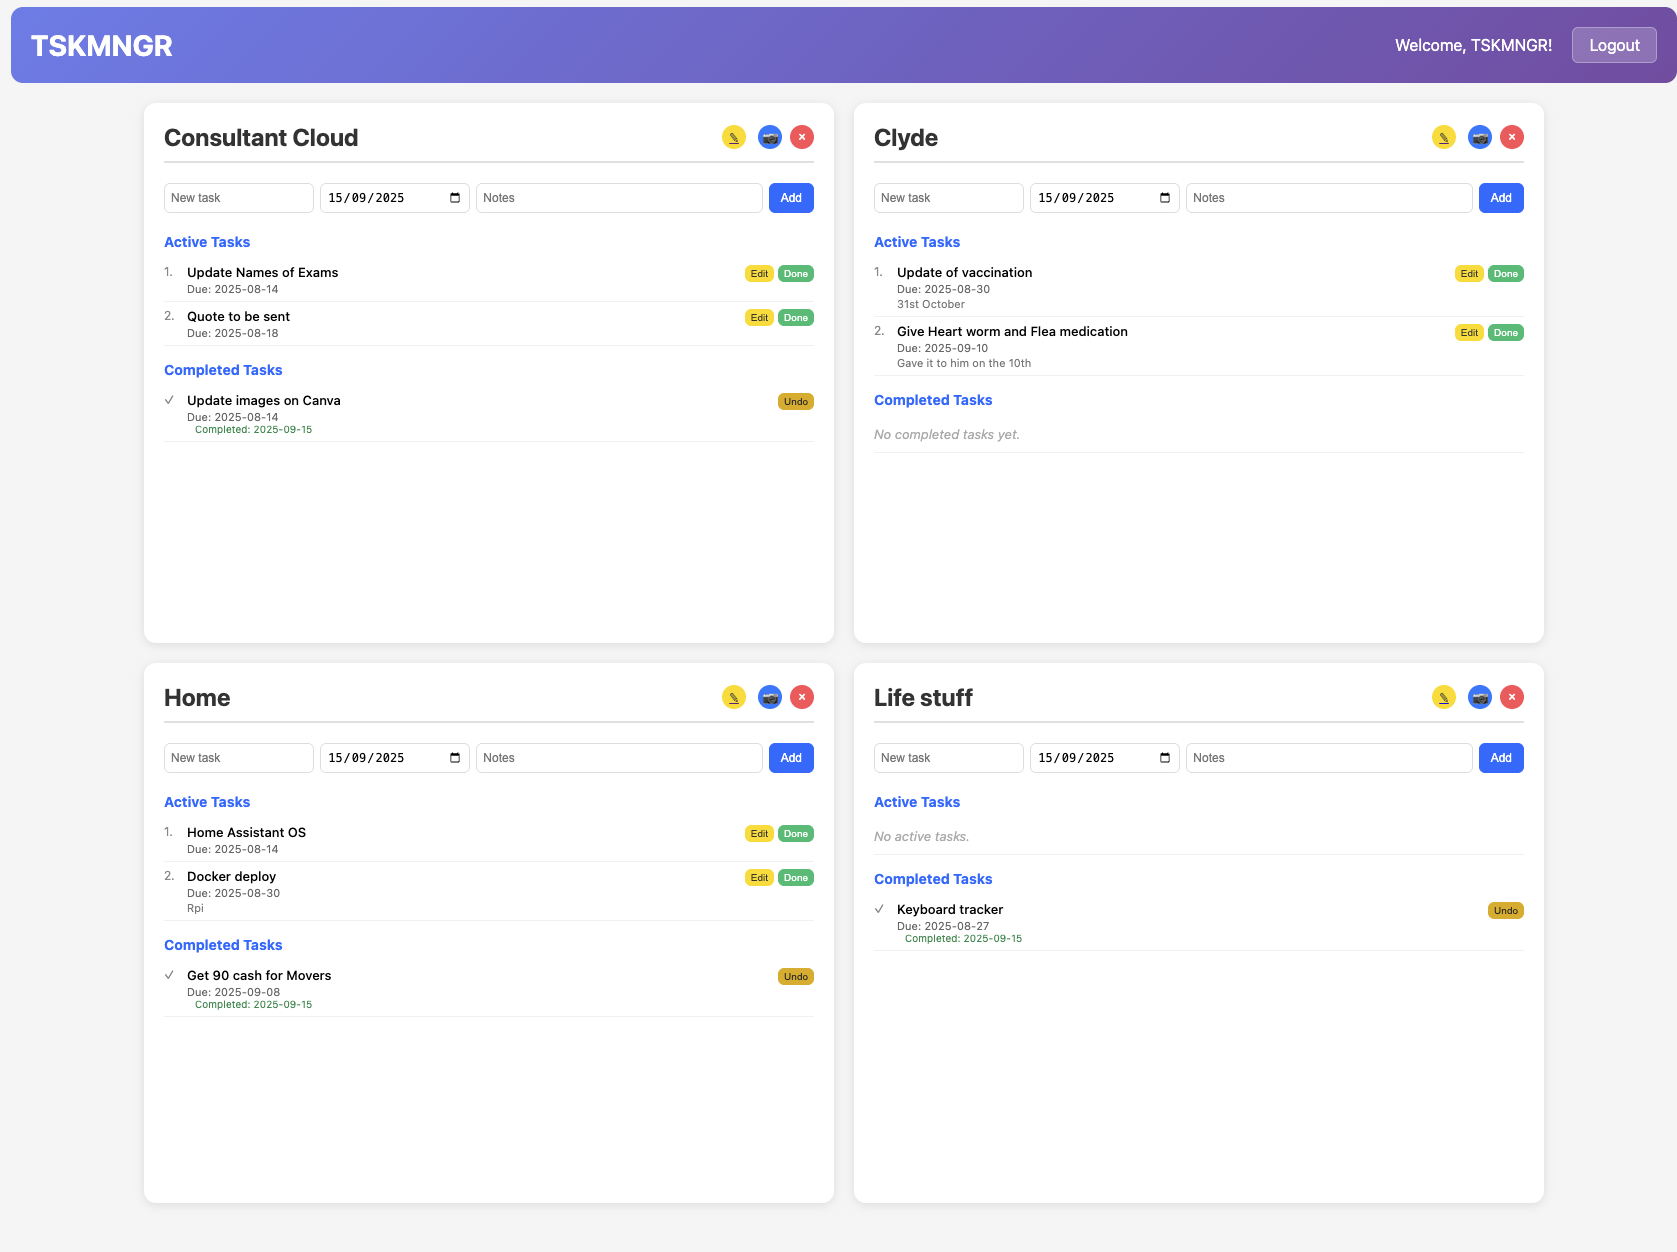 TSKMNGR
Welcome, TSKMNGR!
Logout
Consultant Cloud
New task
15/09/2025
Notes
Add
Active Tasks
1. Update Names of Exams
Edit
Done
Due: 2025-08-14
2. Quote to be sent
Edit
Done
Due: 2025-08-18
Completed Tasks
✓ Update images on Canva
Undo
Due: 2025-08-14
Completed: 2025-09-15
Clyde
New task
15/09/2025
Notes
Add
Active Tasks
1. Update of vaccination
Edit
Done
Due: 2025-08-30
31st October
2. Give Heart worm and Flea medication
Edit
Done
Due: 2025-09-10
Gave it to him on the 10th
Completed Tasks
No completed tasks yet.
Home
New task
15/09/2025
Notes
Add
Active Tasks
1. Home Assistant OS
Edit
Done
Due: 2025-08-14
2. Docker deploy
Edit
Done
Due: 2025-08-30
Rpi
Completed Tasks
✓ Get 90 cash for Movers
Undo
Due: 2025-09-08
Completed: 2025-09-15
Life stuff
New task
15/09/2025
Notes
Add
Active Tasks
No active tasks.
Completed Tasks
✓ Keyboard tracker
Undo
Due: 2025-08-27
Completed: 2025-09-15